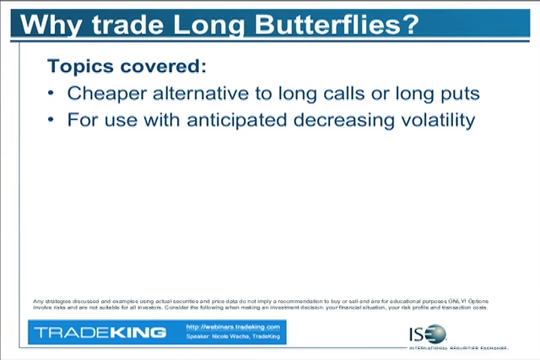 Why trade Long Butterflies?
Topics covered:
• Cheaper alternative to long calls or long puts
• For use with anticipated decreasing volatility
Any strategies discussed and examples using actual securities and price data do not imply a recommendation to buy or sell and are for educational purposes ONLY! Options
involve risks and are not suitable for all investors. Consider the following when making an investment decision: your financial situation, your risk profile and transaction costs.
TRADEKING
http://webinars.tradeking.com
Speaker: Nicole Wachs, TradeKing
ISE
INTERNATIONAL SECURITIES EXCHANGE.